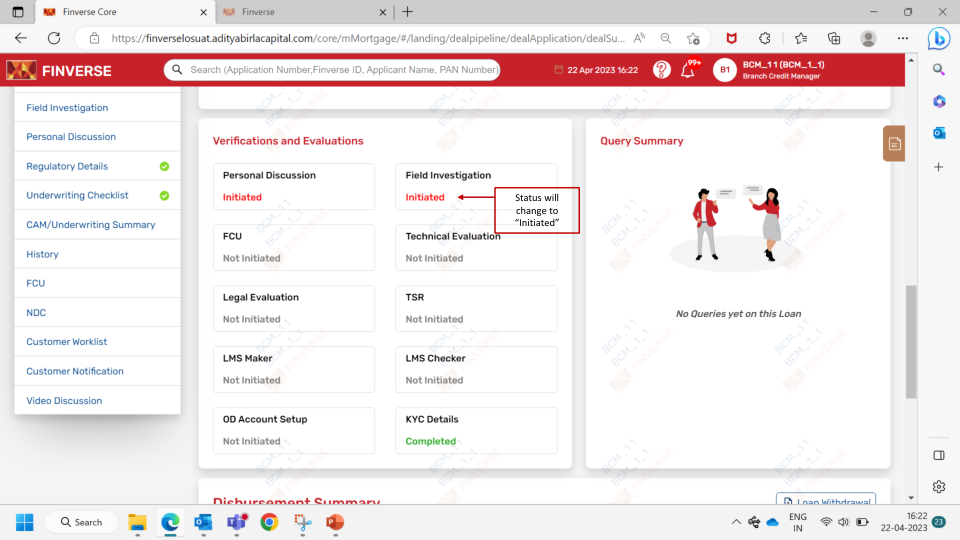 Finverse Core
Finverse
https://finverselosuat.adityabirlacapital.com/core/mMortgage/#/landing/dealpipeline/dealApplication/dealSu...
FINVERSE
Search (Application Number,Finverse ID, Applicant Name, PAN Number)
22 Apr 2023 16:22
99+
B1
BCM_1 1 (BCM_1_1)
Branch Credit Manager
Field Investigation
Personal Discussion
Regulatory Details
Underwriting Checklist
CAM/Underwriting Summary
History
FCU
NDC
Customer Worklist
Customer Notification
Video Discussion
Verifications and Evaluations
Personal Discussion
Initiated
Field Investigation
Initiated
Status will
change to
“Initiated”
FCU
Not Initiated
Technical Evaluation
Not Initiated
Legal Evaluation
Not Initiated
TSR
Not Initiated
LMS Maker
Not Initiated
LMS Checker
Not Initiated
OD Account Setup
Not Initiated
KYC Details
Completed
Query Summary
No Queries yet on this Loan
Disbursement Summary
Loan Withdrawal
Search
ENG
IN
16:22
22-04-2023
23